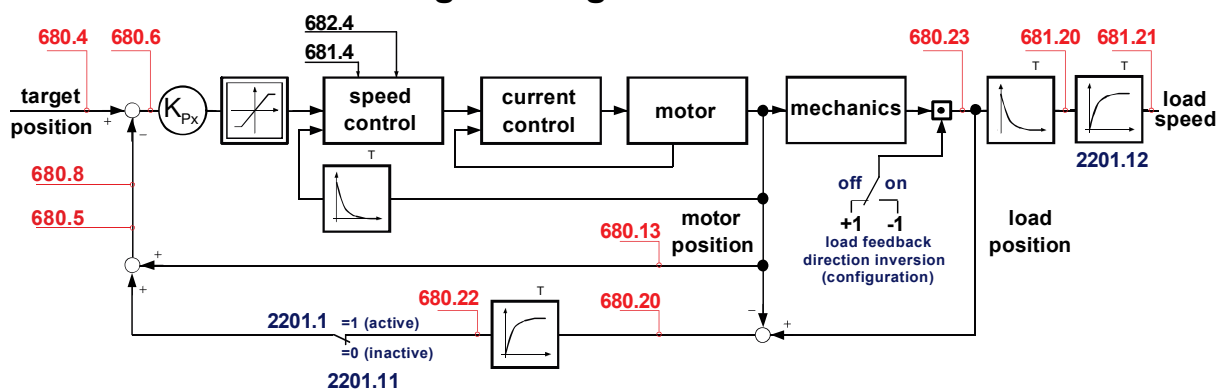 682.4
680.4
680.6
681.4
680.23
681.20
681.21
T
T
target
position
+
−
K Px
speed
control
current
control
motor
mechanics
load
speed
2201.12
T
680.8
680.5
off
on
+1
-1
load feedback
direction inversion
(configuration)
load
position
motor
position
680.13
+
+
680.22
T
680.20
−
+
2201.1
=1 (active)
=0 (inactive)
2201.11